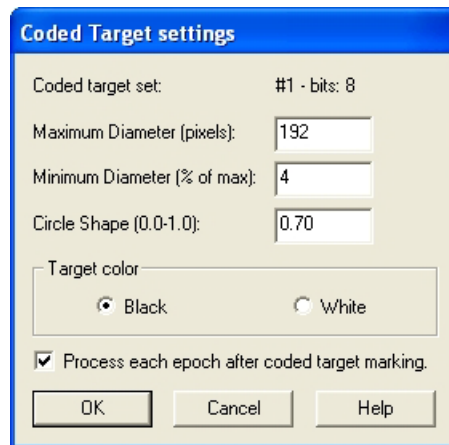 Coded Target settings
Coded target set: #1 - bits: 8
Maximum Diameter (pixels): 192
Minimum Diameter (% of max): 4
Circle Shape (0.0-1.0): 0.70
Target color
Black White
Process each epoch after coded target marking.
OK Cancel Help